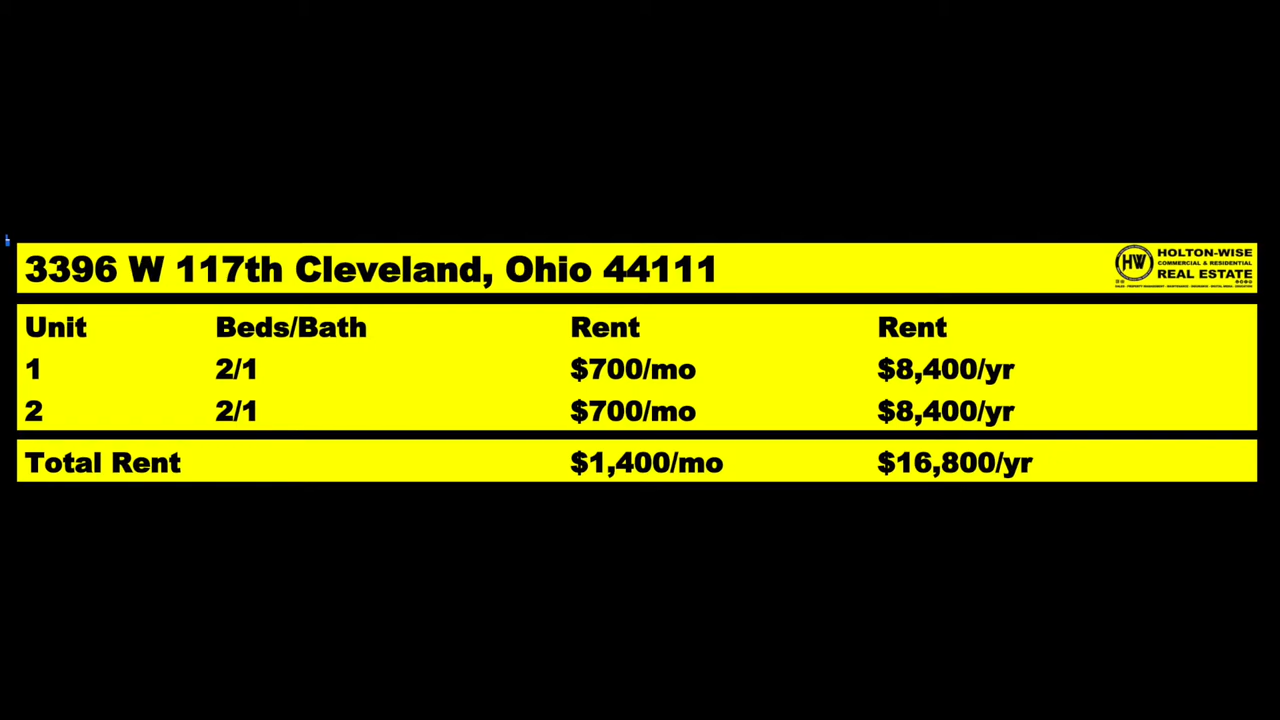 3396 W 117th Cleveland, Ohio 44111
HW
HOLTON-WISE
COMMERCIAL & RESIDENTIAL
REAL ESTATE
Unit Beds/Bath Rent Rent
1 2/1 $700/mo $8,400/yr
2 2/1 $700/mo $8,400/yr
Total Rent $1,400/mo $16,800/yr